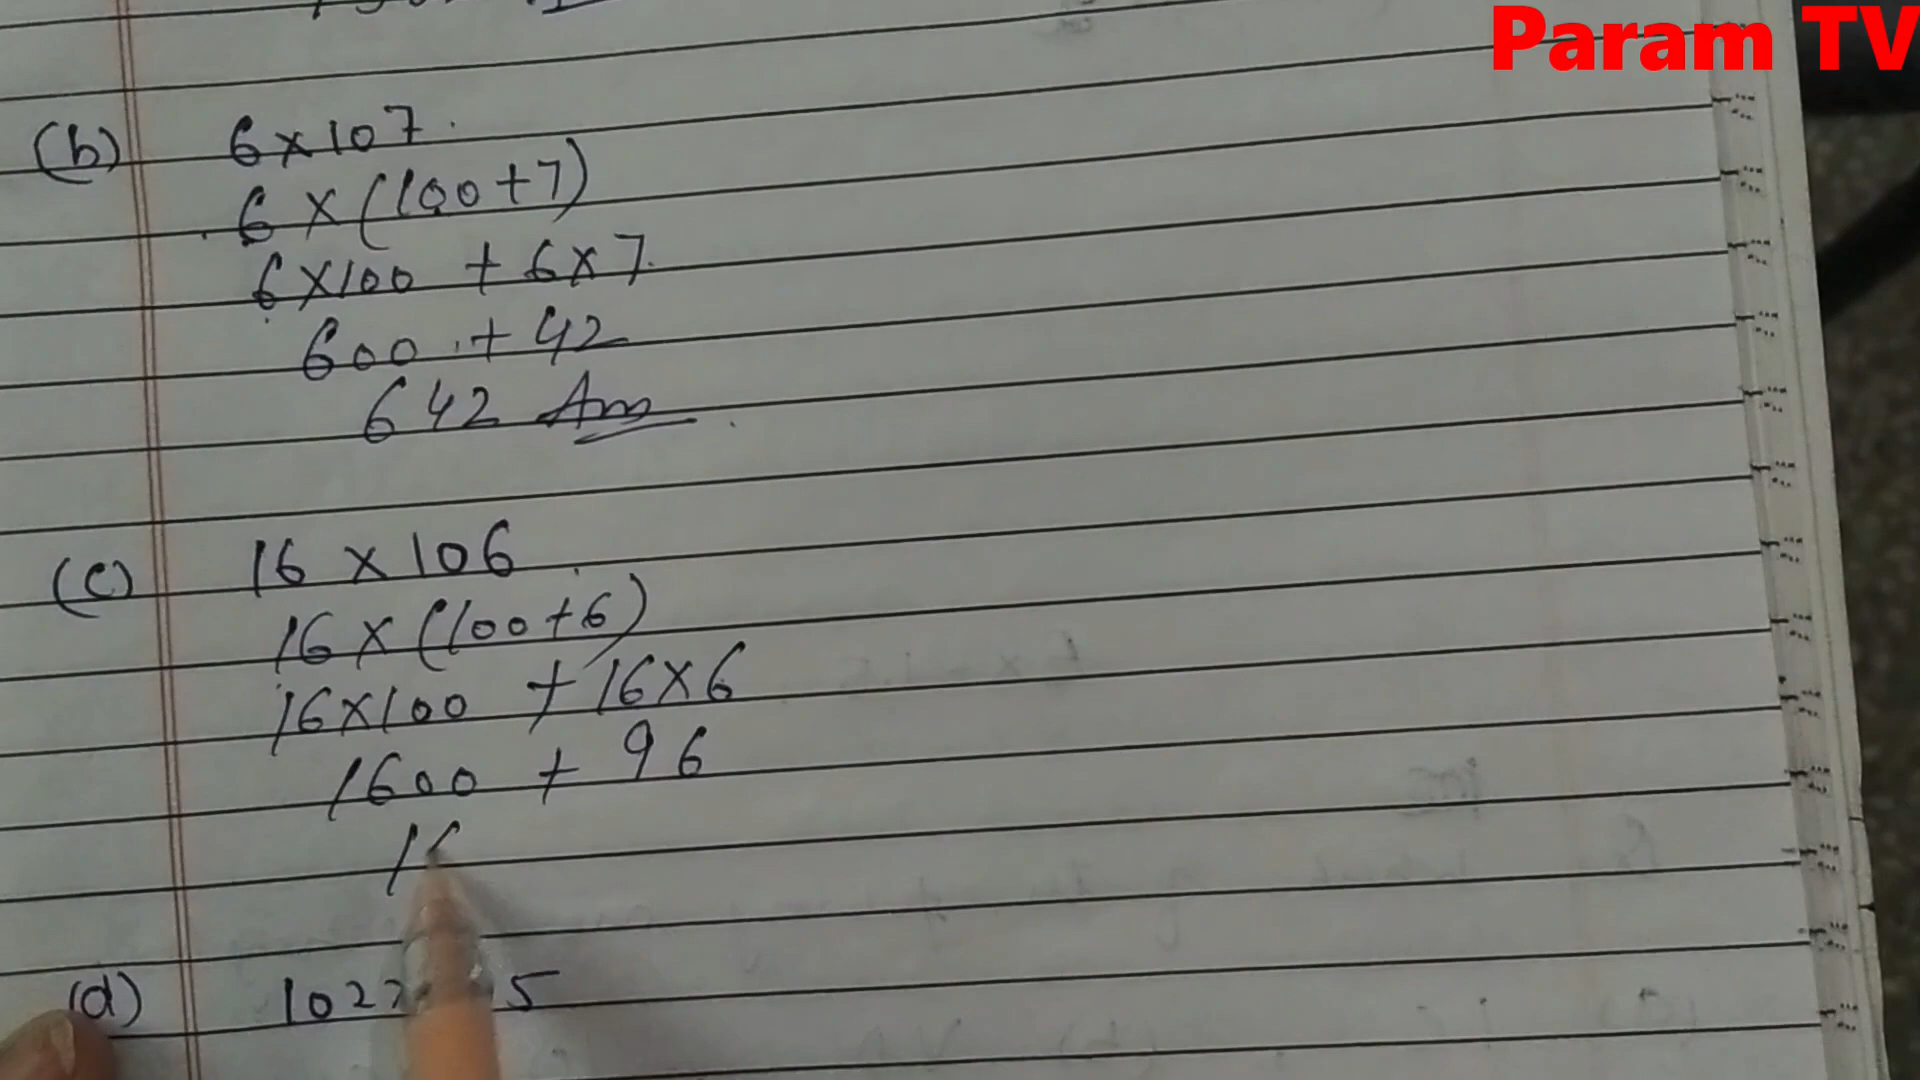 Param TV
(b) 6 × 107
6 × (100 + 7)
6 × 100 + 6 × 7
600 + 42
642 Ans
(c) 16 × 106
16 × (100 + 6)
16 × 100 + 16 × 6
1600 + 96
16
(d) 102 5